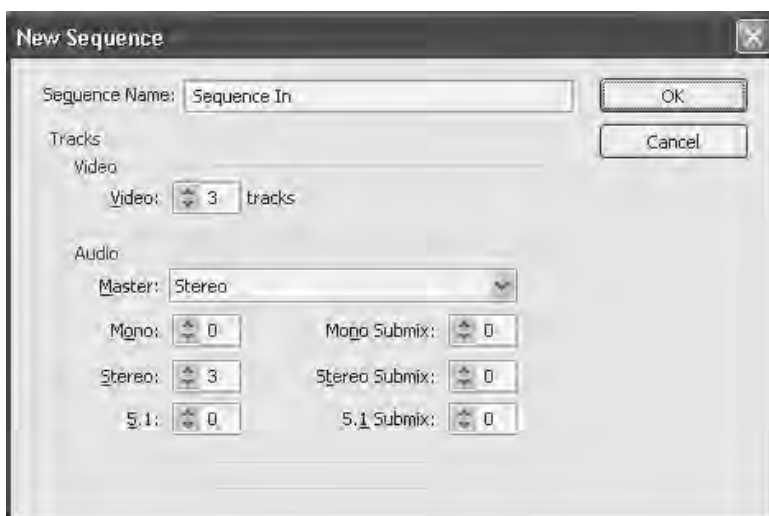 New Sequence
Sequence Name: Sequence In
OK
Cancel
Tracks
Video
Video: 3 tracks
Audio
Master: Stereo
Mono: 0 Mono Submix: 0
Stereo: 3 Stereo Submix: 0
5.1: 0 5.1 Submix: 0